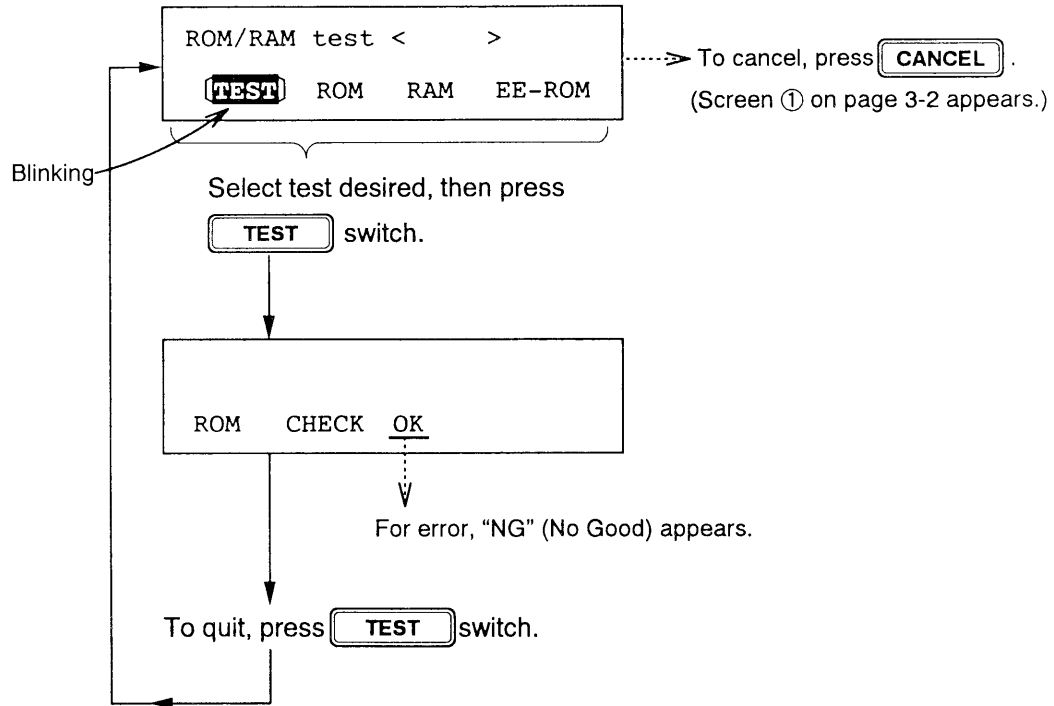 ROM/RAM test < >
TEST ROM RAM EE-ROM
To cancel, press CANCEL .
(Screen ① on page 3-2 appears.)
Blinking
Select test desired, then press
TEST switch.
ROM CHECK OK
For error, “NG” (No Good) appears.
To quit, press TEST switch.